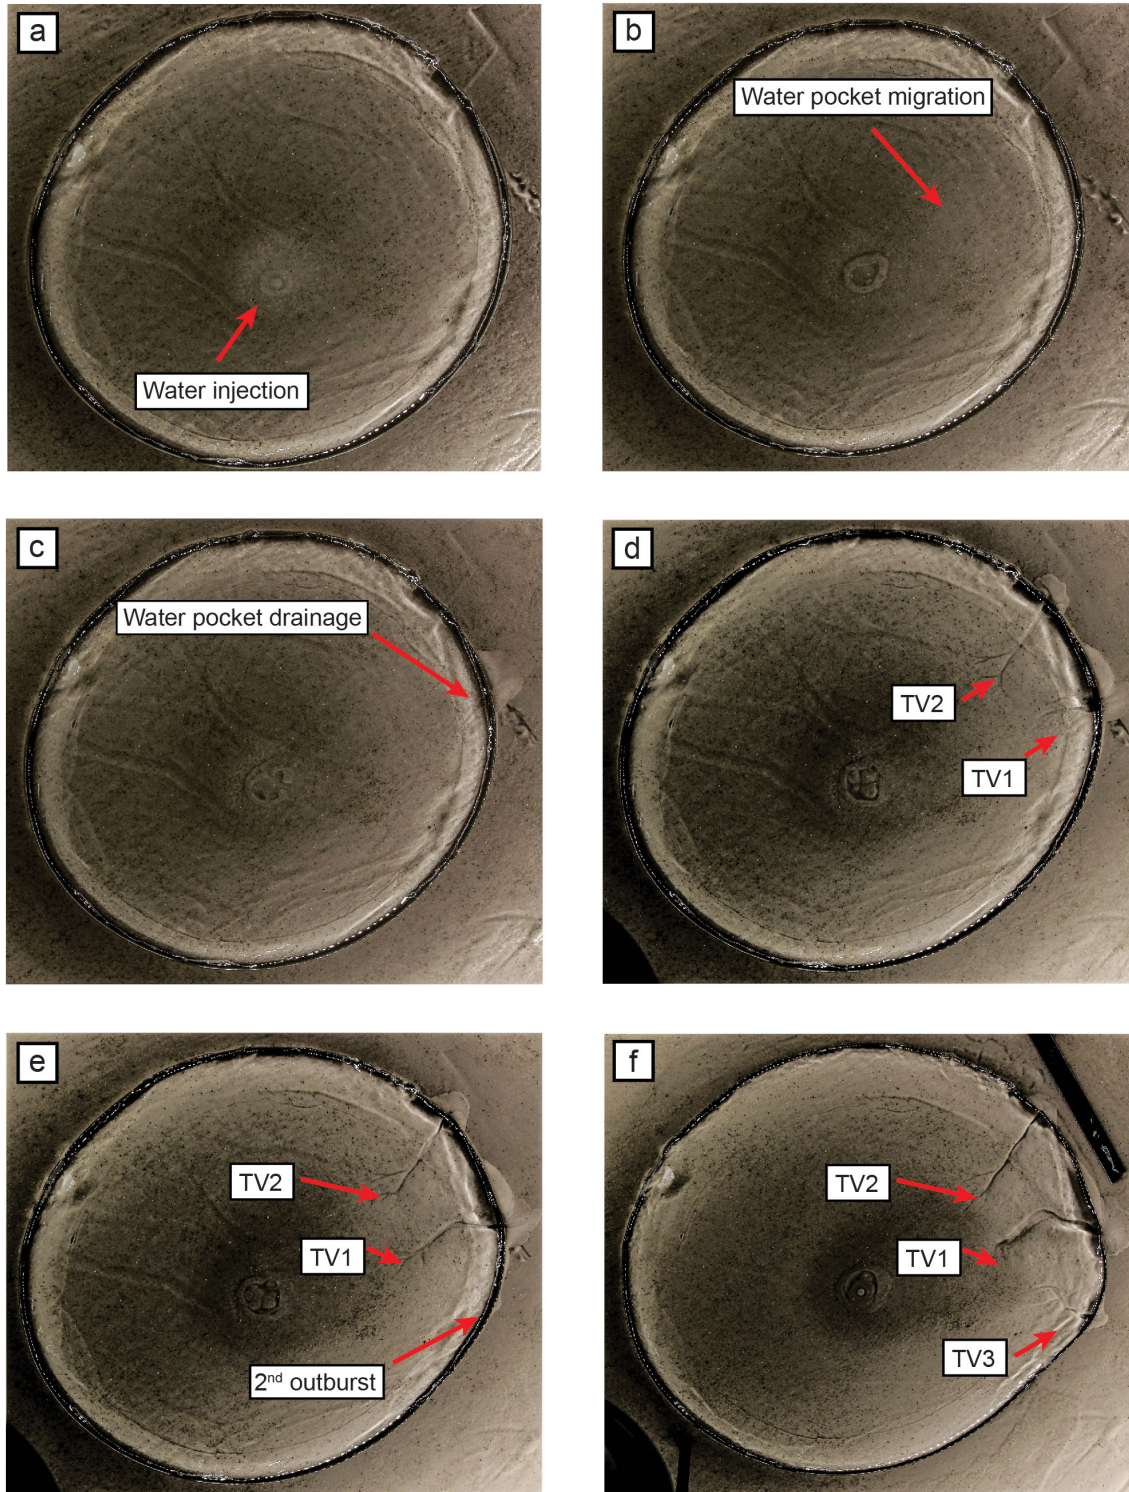 a
Water injection
b
Water pocket migration
c
Water pocket drainage
d
TV2
TV1
e
TV2
TV1
2nd outburst
f
TV2
TV1
TV3